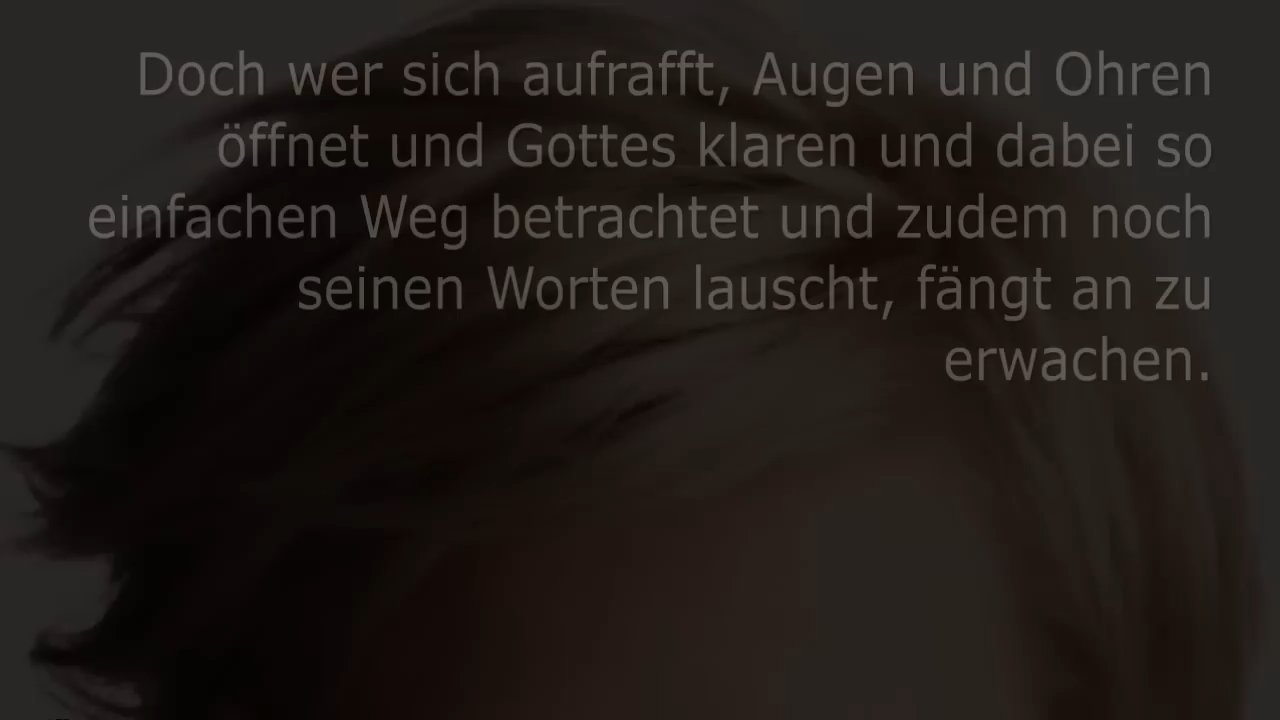 Doch wer sich aufrafft, Augen und Ohren
öffnet und Gottes klaren und dabei so
einfachen Weg betrachtet und zudem noch
seinen Worten lauscht, fängt an zu
erwachen.